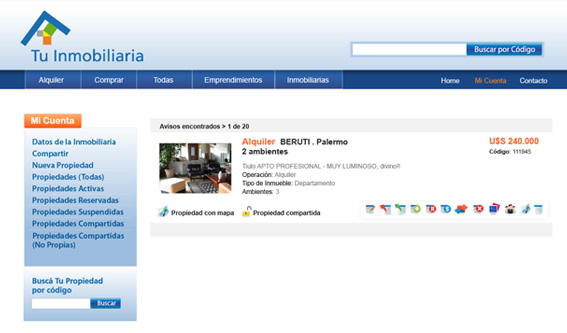 Tu Inmobiliaria
Buscar por Código
Alquiler Comprar Todas Emprendimientos Inmobiliarias Home Mi Cuenta Contacto
Mi Cuenta
Datos de la Inmobiliaria
Compartir
Nueva Propiedad
Propiedades (Todas)
Propiedades Activas
Propiedades Reservadas
Propiedades Suspendidas
Propiedades Compartidas
Propiedades Compartidas
(No Propias)
Buscá Tu Propiedad
por código
Buscar
Avisos encontrados > 1 de 20
Alquiler BERUTI . Palermo U$S 240.000
2 ambientes Código: 111945
Tiulo APTO PROFESIONAL - MUY LUMINOSO, divino!!
Operación: Alquiler
Tipo de Inmueble: Departamento
Ambientes: 3
Propiedad con mapa Propiedad compartida